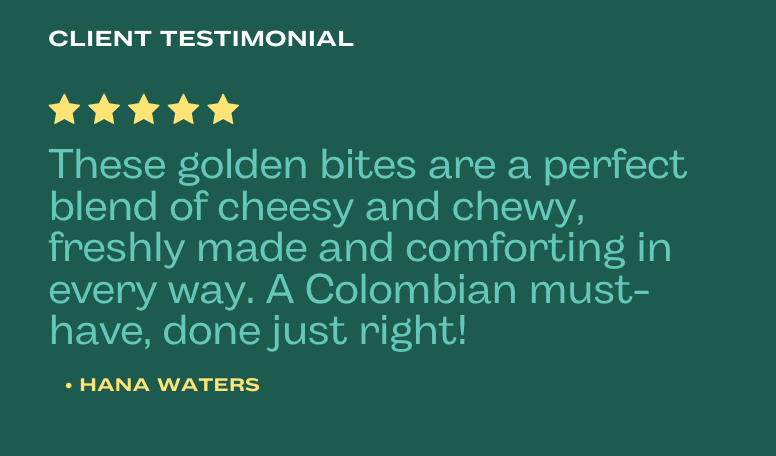 CLIENT TESTIMONIAL
These golden bites are a perfect
blend of cheesy and chewy,
freshly made and comforting in
every way. A Colombian must-
have, done just right!
• HANA WATERS